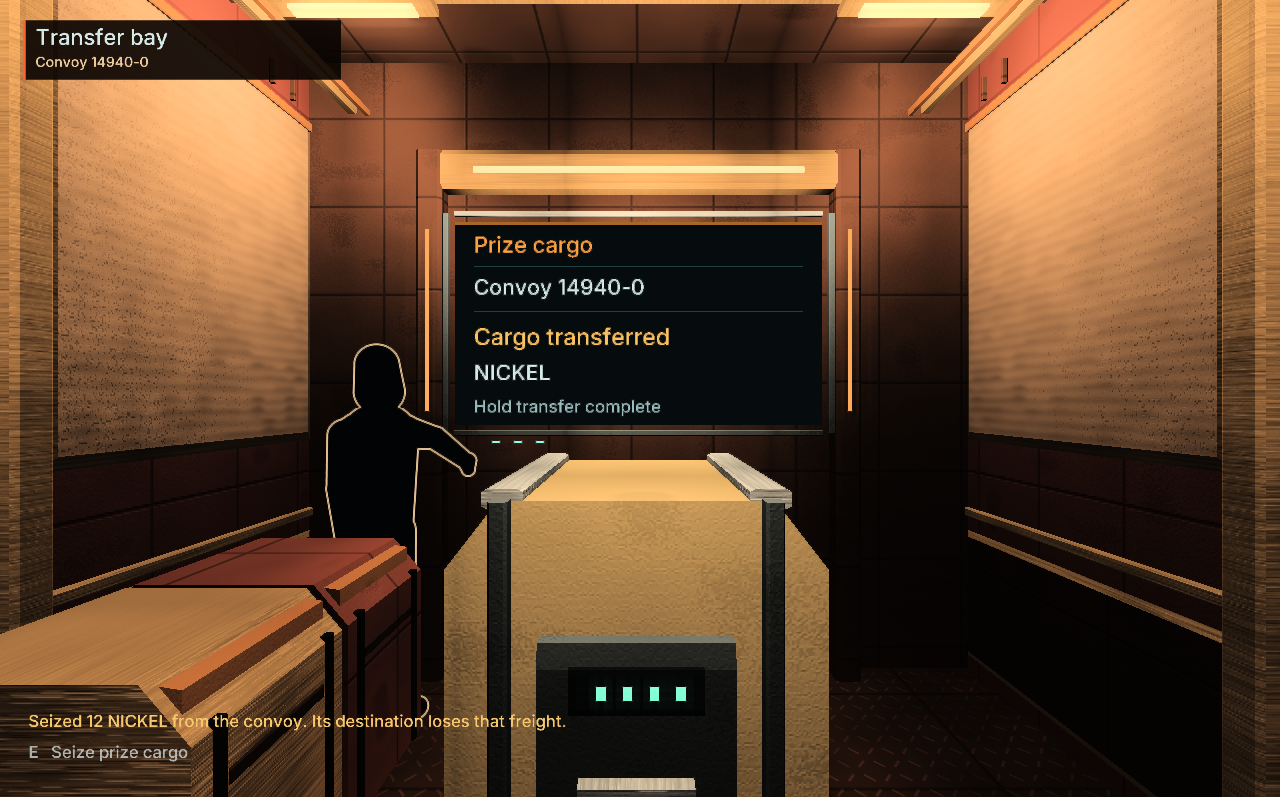 Transfer bay
Convoy 14940-0
Prize cargo
Convoy 14940-0
Cargo transferred
NICKEL
Hold transfer complete
Seized 12 NICKEL from the convoy. Its destination loses that freight.
E Seize prize cargo